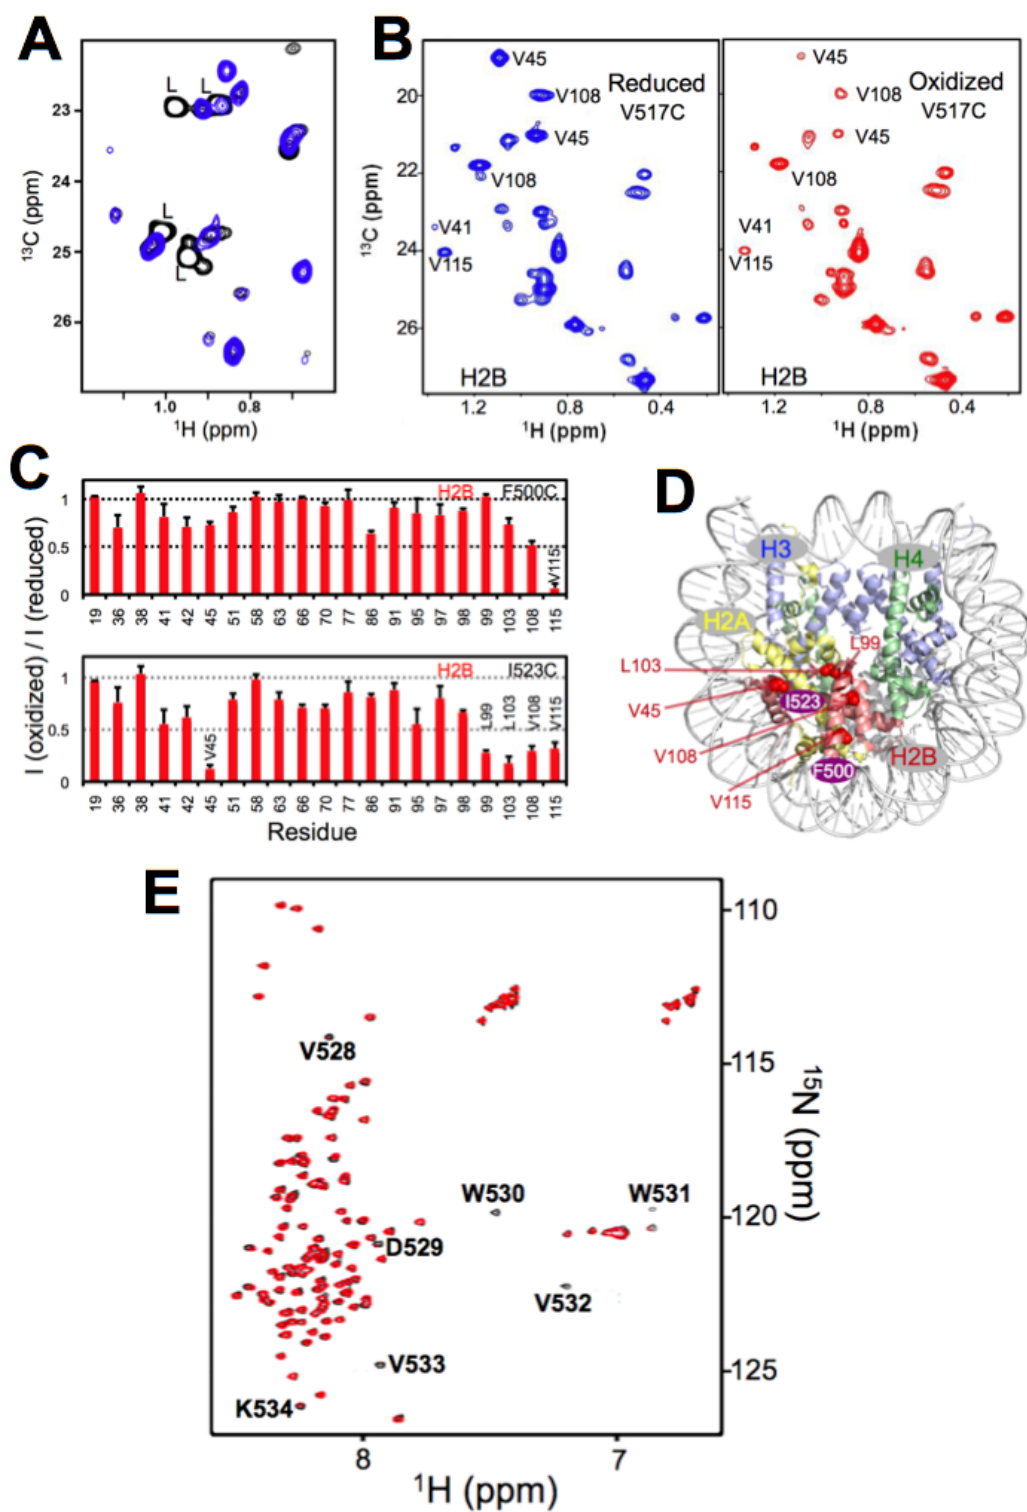 A
L L
L
L
23
24
25
26
13C (ppm)
1.0 0.8
1H (ppm)
B
V45
Reduced
V517C
V108
V45
V108
V41
V115
H2B
20
22
24
26
13C (ppm)
1.2 0.8 0.4
1H (ppm)
V45
Oxidized
V517C
V108
V45
V108
V41
V115
H2B
1.2 0.8 0.4
1H (ppm)
C
I (oxidized) / I (reduced)
H2B F500C
1
0.5
0
V115
19 36 38 41 42 45 51 58 63 66 70 77 86 91 95 97 98 99 103 108 115
H2B I523C
1
0.5
0
V45 L99 L103 V108 V115
19 36 38 41 42 45 51 58 63 66 70 77 86 91 95 97 98 99 103 108 115
Residue
D
H3 H4
H2A
L99
L103
V45
I523
V108
H2B
F500
V115
E
110
115
120
125
15N (ppm)
V528
W530 W531
D529
V532
V533
K534
8 7
1H (ppm)